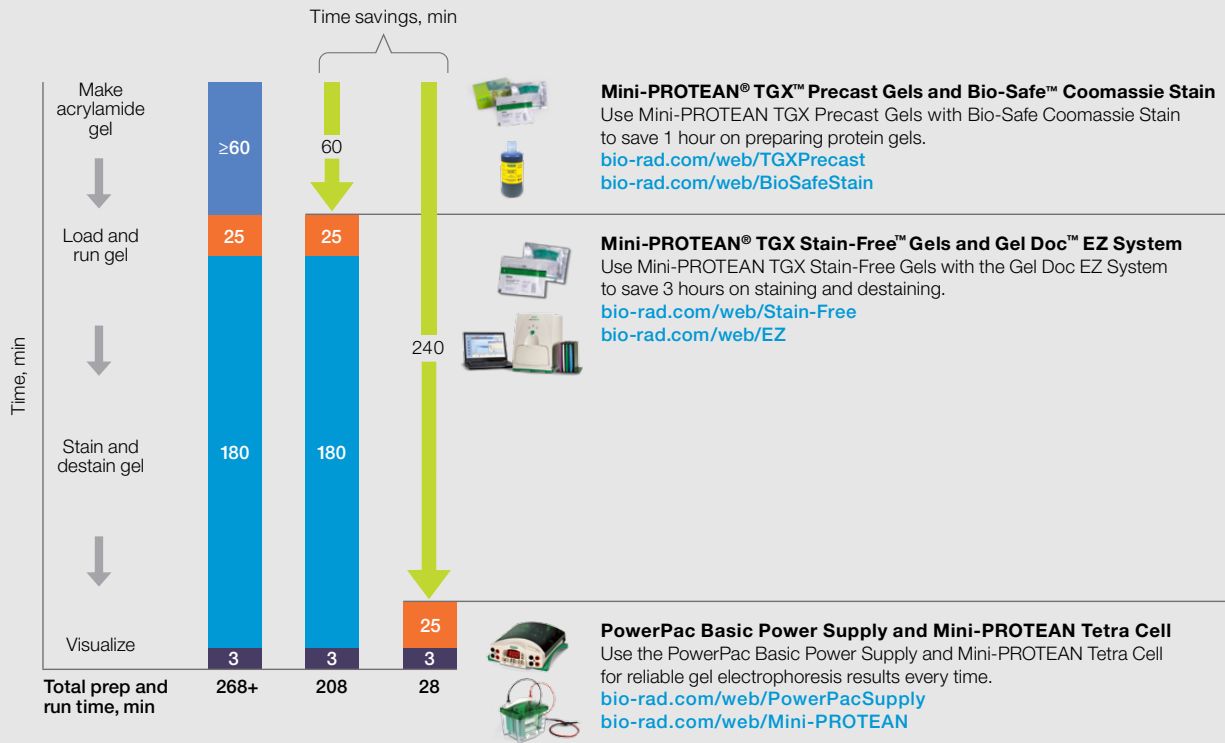 Time savings, min
Time, min
Make
acrylamide
gel
Load and
run gel
Stain and
destain gel
Visualize
≥60
25
180
3
60
25
180
3
240
25
3
Total prep and
run time, min
268+
208
28
Mini-PROTEAN® TGX™ Precast Gels and Bio-Safe™ Coomassie Stain
Use Mini-PROTEAN TGX Precast Gels with Bio-Safe Coomassie Stain
to save 1 hour on preparing protein gels.
bio-rad.com/web/TGXPrecast
bio-rad.com/web/BioSafeStain
Mini-PROTEAN® TGX Stain-Free™ Gels and Gel Doc™ EZ System
Use Mini-PROTEAN TGX Stain-Free Gels with the Gel Doc EZ System
to save 3 hours on staining and destaining.
bio-rad.com/web/Stain-Free
bio-rad.com/web/EZ
PowerPac Basic Power Supply and Mini-PROTEAN Tetra Cell
Use the PowerPac Basic Power Supply and Mini-PROTEAN Tetra Cell
for reliable gel electrophoresis results every time.
bio-rad.com/web/PowerPacSupply
bio-rad.com/web/Mini-PROTEAN